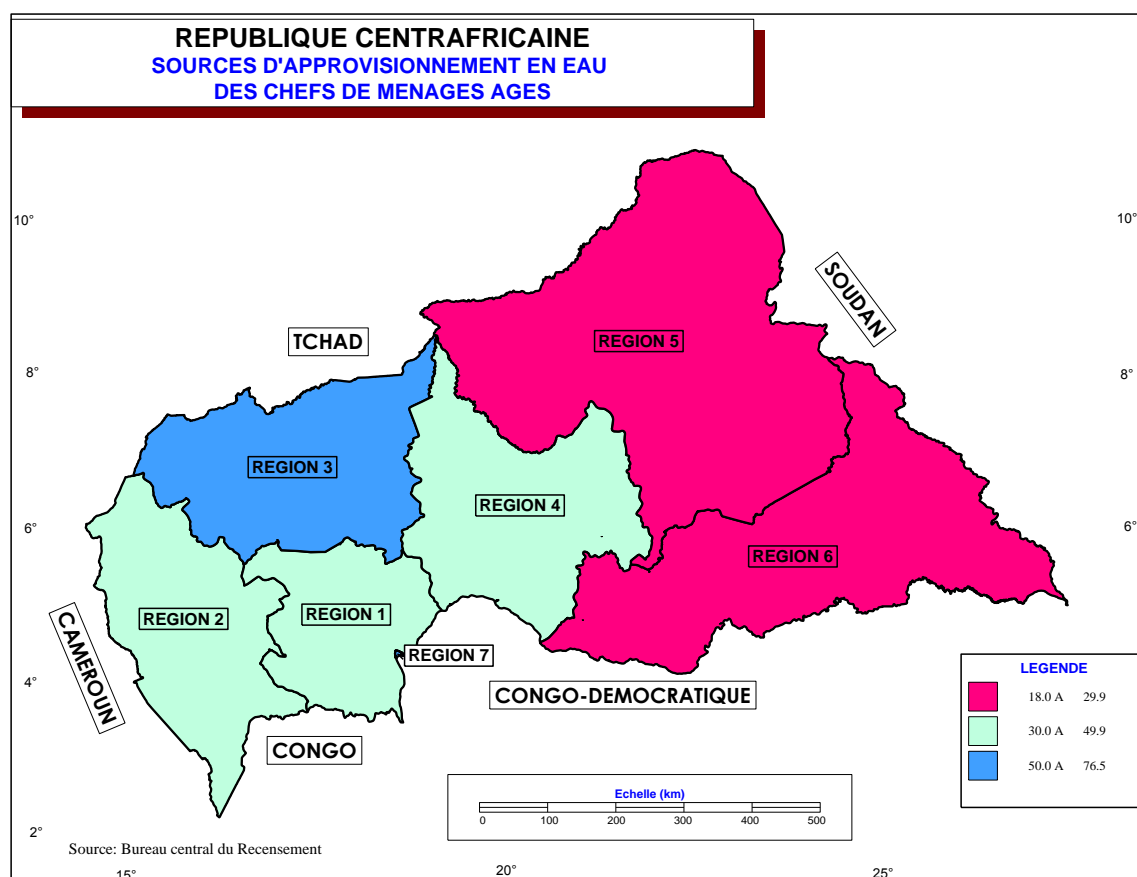 REPUBLIQUE CENTRAFRICAINE
SOURCES D'APPROVISIONNEMENT EN EAU
DES CHEFS DE MENAGES AGES
10°
10°
SOUDAN
TCHAD
REGION 5
8°
8°
REGION 3
REGION 4
6°
6°
REGION 6
REGION 2
REGION 1
CAMEROUN
REGION 7
4°
4°
CONGO-DEMOCRATIQUE
CONGO
LEGENDE
18.0 A 29.9
30.0 A 49.9
50.0 A 76.5
Echelle (km)
0 100 200 300 400 500
2°
Source: Bureau central du Recensement
15°
20°
25°